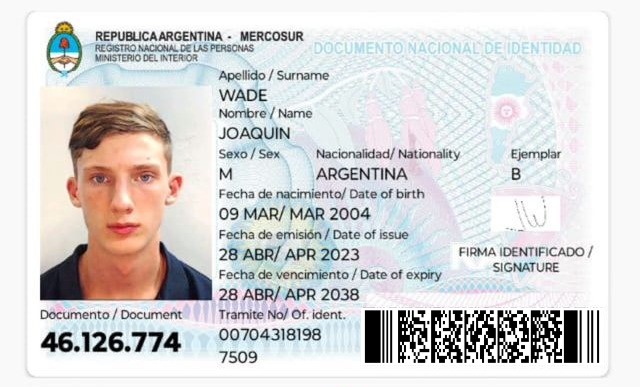 REPUBLICA ARGENTINA - MERCOSUR
REGISTRO NACIONAL DE LAS PERSONAS
MINISTERIO DEL INTERIOR
DOCUMENTO NACIONAL DE IDENTIDAD
Apellido / Surname
WADE
Nombre / Name
JOAQUIN
Sexo / Sex Nacionalidad/ Nationality Ejemplar
M ARGENTINA B
Fecha de nacimiento/ Date of birth
09 MAR/ MAR 2004
Fecha de emisión / Date of issue
28 ABR/ APR 2023
FIRMA IDENTIFICADO /
SIGNATURE
Fecha de vencimiento / Date of expiry
28 ABR/ APR 2038
Documento / Document
46.126.774
Tramite No/ Of. ident.
00704318198
7509